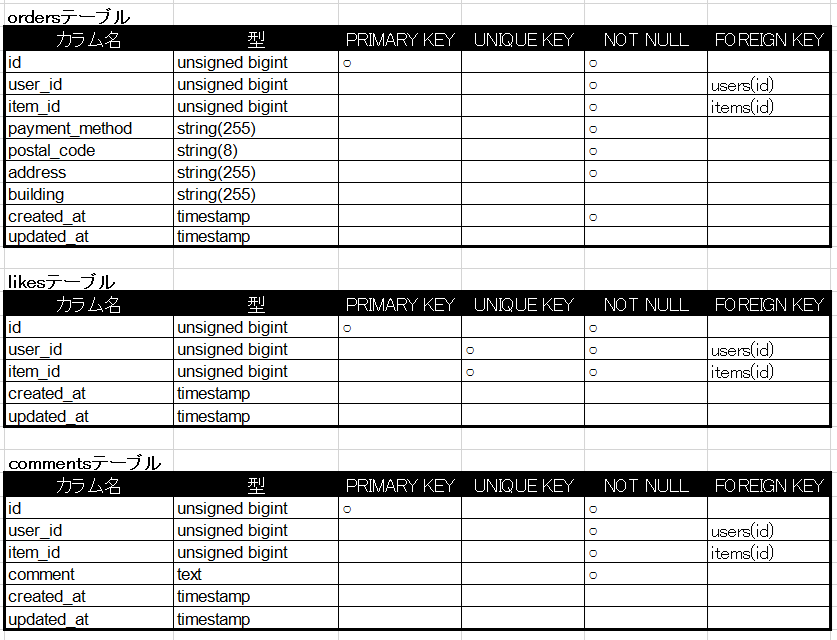 ordersテーブル
カラム名 型 PRIMARY KEY UNIQUE KEY NOT NULL FOREIGN KEY
id unsigned bigint ○ ○
user_id unsigned bigint ○ users(id)
item_id unsigned bigint ○ items(id)
payment_method string(255) ○
postal_code string(8) ○
address string(255) ○
building string(255)
created_at timestamp ○
updated_at timestamp
likesテーブル
カラム名 型 PRIMARY KEY UNIQUE KEY NOT NULL FOREIGN KEY
id unsigned bigint ○ ○
user_id unsigned bigint ○ ○ users(id)
item_id unsigned bigint ○ ○ items(id)
created_at timestamp
updated_at timestamp
commentsテーブル
カラム名 型 PRIMARY KEY UNIQUE KEY NOT NULL FOREIGN KEY
id unsigned bigint ○ ○
user_id unsigned bigint ○ users(id)
item_id unsigned bigint ○ items(id)
comment text ○
created_at timestamp
updated_at timestamp